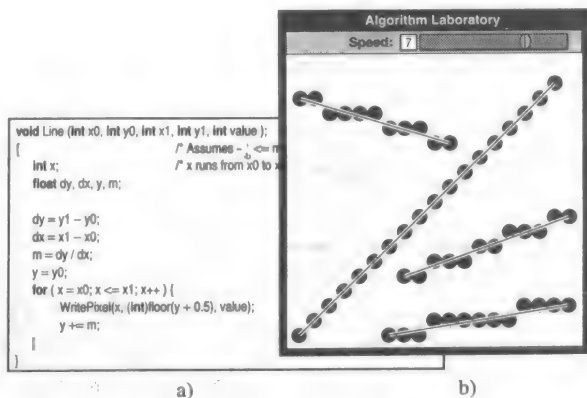 Algorithm Laboratory
Speed: 7
void Line (int x0, int y0, int x1, int y1, int value );
{ /* Assumes – <= m
int x; /* x runs from x0 to x
float dy, dx, y, m;
dy = y1 – y0;
dx = x1 – x0;
m = dy / dx;
y = y0;
for ( x = x0; x <= x1; x++ ) {
WritePixel(x, (int)floor(y + 0.5), value);
y += m;
}
}
a) b)